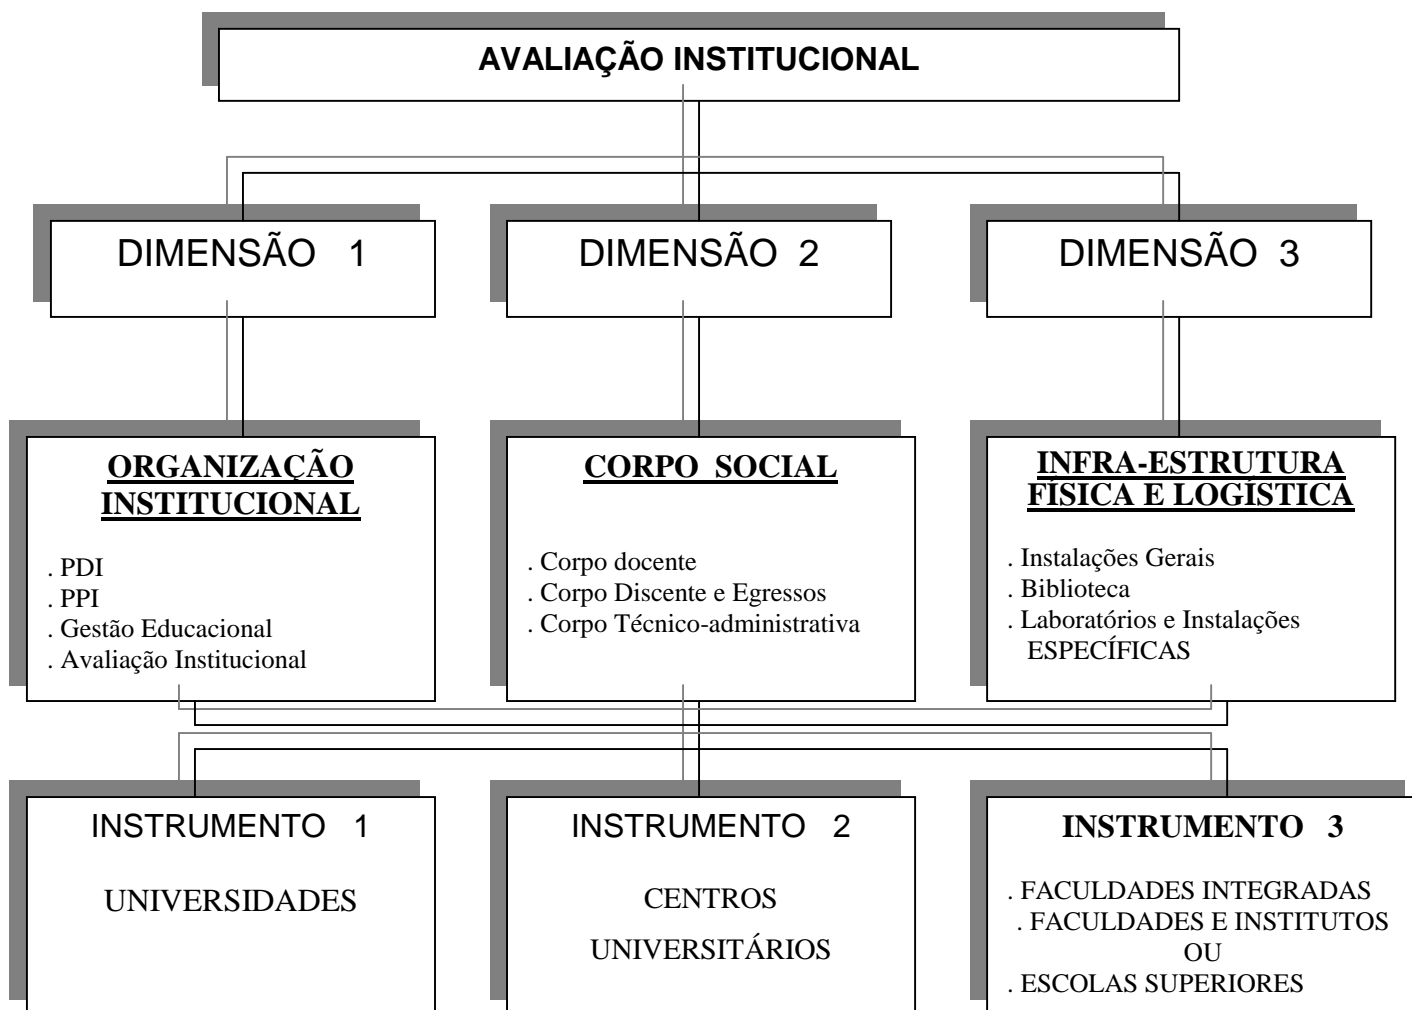 AVALIAÇÃO INSTITUCIONAL
DIMENSÃO 1
DIMENSÃO 2
DIMENSÃO 3
ORGANIZAÇÃO
INSTITUCIONAL
. PDI
. PPI
. Gestão Educacional
. Avaliação Institucional
CORPO SOCIAL
. Corpo docente
. Corpo Discente e Egressos
. Corpo Técnico-administrativa
INFRA-ESTRUTURA
FÍSICA E LOGÍSTICA
. Instalações Gerais
. Biblioteca
. Laboratórios e Instalações
ESPECÍFICAS
INSTRUMENTO 1
UNIVERSIDADES
INSTRUMENTO 2
CENTROS
UNIVERSITÁRIOS
INSTRUMENTO 3
. FACULDADES INTEGRADAS
. FACULDADES E INSTITUTOS
OU
. ESCOLAS SUPERIORES